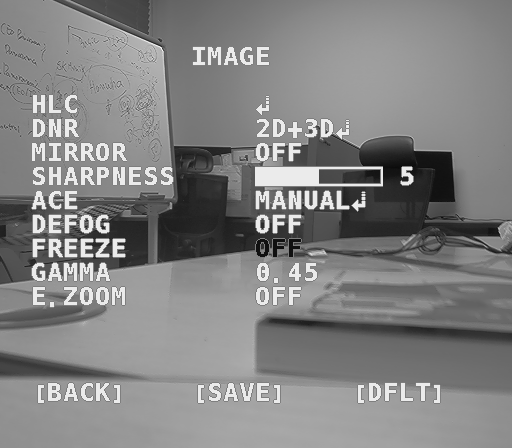 IMAGE
HLC ↲
DNR 2D+3D↲
MIRROR OFF
SHARPNESS 5
ACE MANUAL↲
DEFOG OFF
FREEZE OFF
GAMMA 0.45
E.ZOOM OFF
[BACK] [SAVE] [DFLT]